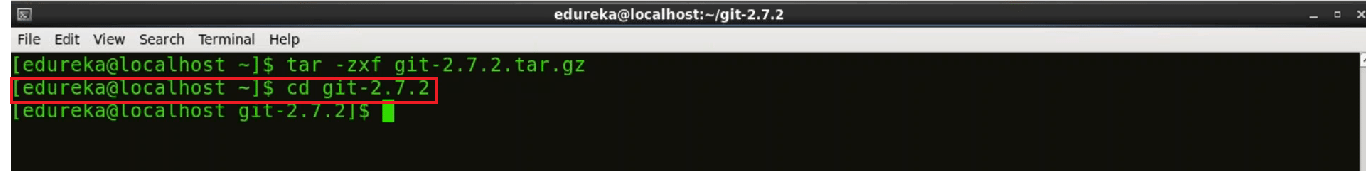 edureka@localhost:~/git-2.7.2
File Edit View Search Terminal Help
[edureka@localhost ~]$ tar -zxf git-2.7.2.tar.gz
[edureka@localhost ~]$ cd git-2.7.2
[edureka@localhost git-2.7.2]$